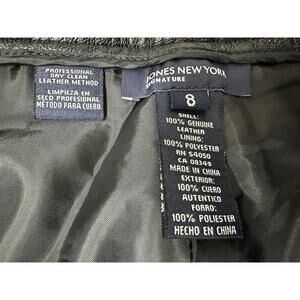 PROFESSIONAL
DRY CLEAN
LEATHER METHOD
LIMPIEZA EN
SECO PROFESIONAL
METODO PARA CUERO
JONES NEW YORK
SIGNATURE
8
SHELL:
100% GENUINE
LEATHER
LINING:
100% POLYESTER
RN 54050
CA 08349
MADE IN CHINA
EXTERIOR:
100% CUERO
AUTENTICO
FORRO:
100% POLIESTER
HECHO EN CHINA